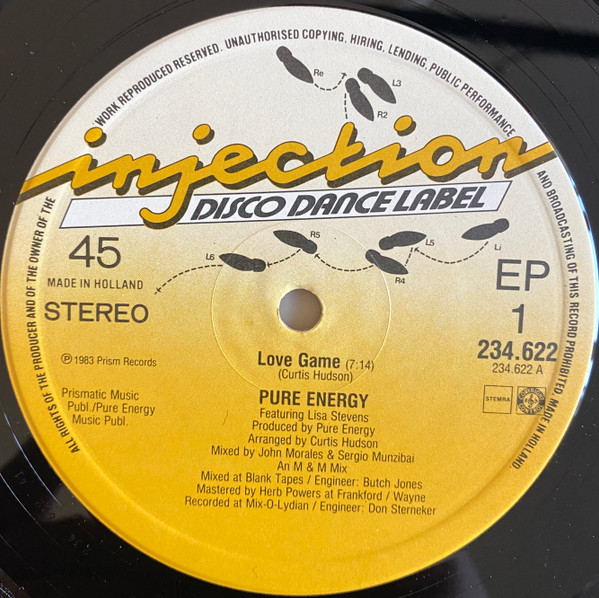 ALL RIGHTS OF THE PRODUCER AND OF THE OWNER OF THE WORK REPRODUCED RESERVED. UNAUTHORISED COPYING, HIRING, LENDING, PUBLIC PERFORMANCE AND BROADCASTING OF THIS RECORD PROHIBITED. MADE IN HOLLAND
Re
L3
R2
injection
DISCO DANCE LABEL
45
MADE IN HOLLAND
STEREO
L6
R5
R4
L5
Li
EP
1
234.622
234.622 A
STEMRA
℗ 1983 Prism Records
Prismatic Music
Publ./Pure Energy
Music Publ.
Love Game (7:14)
(Curtis Hudson)
PURE ENERGY
Featuring Lisa Stevens
Produced by Pure Energy
Arranged by Curtis Hudson
Mixed by John Morales & Sergio Munzibai
An M & M Mix
Mixed at Blank Tapes / Engineer: Butch Jones
Mastered by Herb Powers at Frankford / Wayne
Recorded at Mix-O-Lydian / Engineer: Don Sterneker